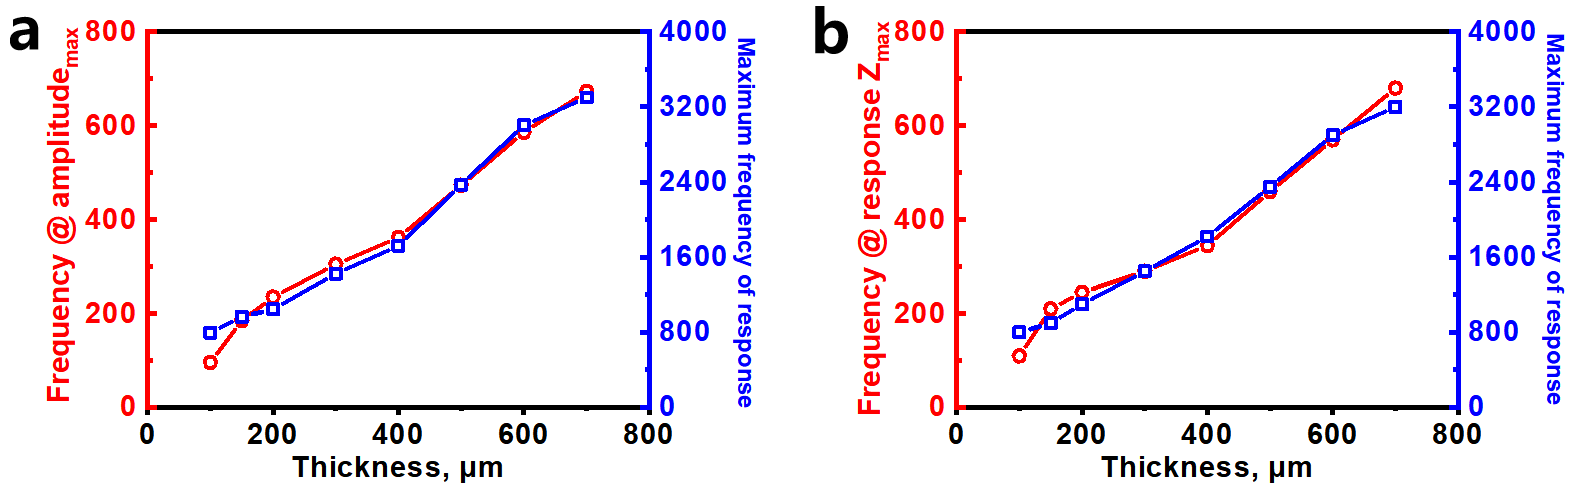 a
800
600
400
200
0
Frequency @ amplitudemax
4000
3200
2400
1600
800
0
Maximum frequency of response
0 200 400 600 800
Thickness, μm
b
800
600
400
200
0
Frequency @ response Zmax
4000
3200
2400
1600
800
0
Maximum frequency of response
0 200 400 600 800
Thickness, μm